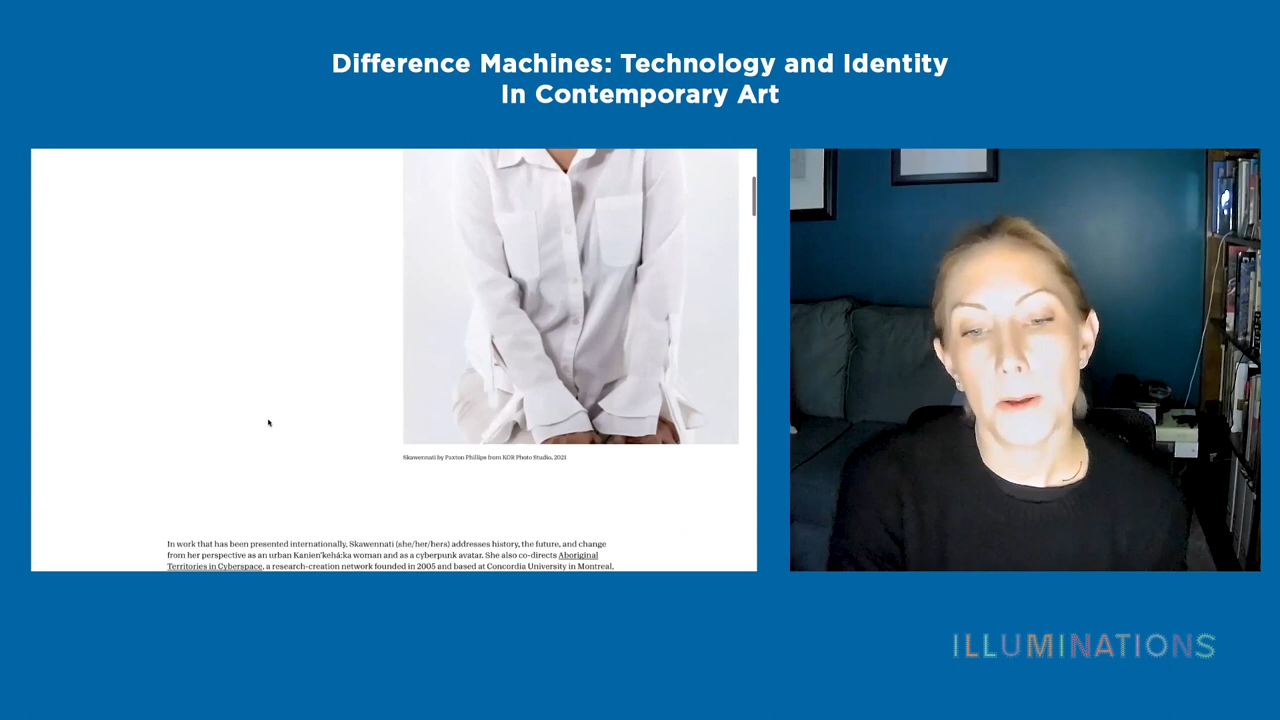 Difference Machines: Technology and Identity
In Contemporary Art
Skawennati by Paxton Phillips from KOR Photo Studio, 2021
In work that has been presented internationally, Skawennati (she/her/hers) addresses history, the future, and change
from her perspective as an urban Kanien'kehá:ka woman and as a cyberpunk avatar. She also co-directs Aboriginal
Territories in Cyberspace, a research-creation network founded in 2005 and based at Concordia University in Montreal,
ILLUMINATIONS